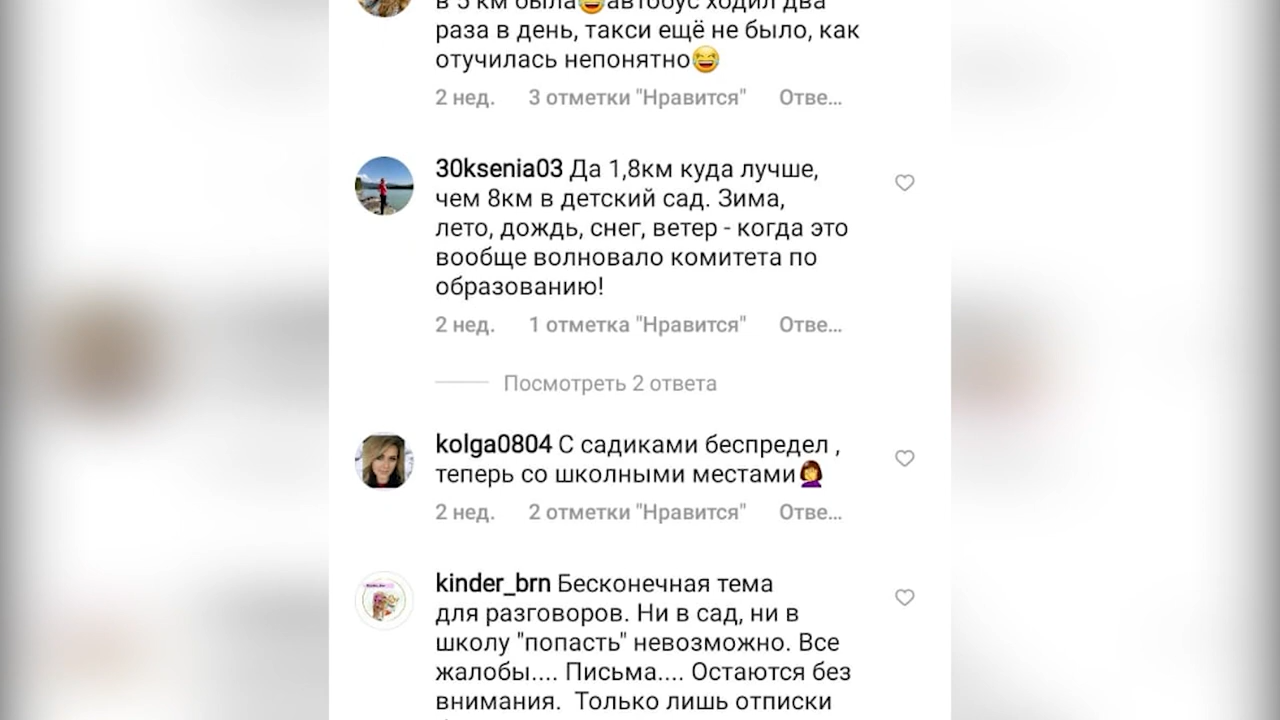 в 5 км была😂автобус ходил два
раза в день, такси ещё не было, как
отучилась непонятно😂
2 нед. 3 отметки "Нравится" Отве...
30ksenia03 Да 1,8км куда лучше,
чем 8км в детский сад. Зима,
лето, дождь, снег, ветер - когда это
вообще волновало комитета по
образованию!
2 нед. 1 отметка "Нравится" Отве...
Посмотреть 2 ответа
kolga0804 С садиками беспредел ,
теперь со школными местами🤦‍♀️
2 нед. 2 отметки "Нравится" Отве...
kinder_brn Бесконечная тема
для разговоров. Ни в сад, ни в
школу "попасть" невозможно. Все
жалобы.... Письма.... Остаются без
внимания. Только лишь отписки